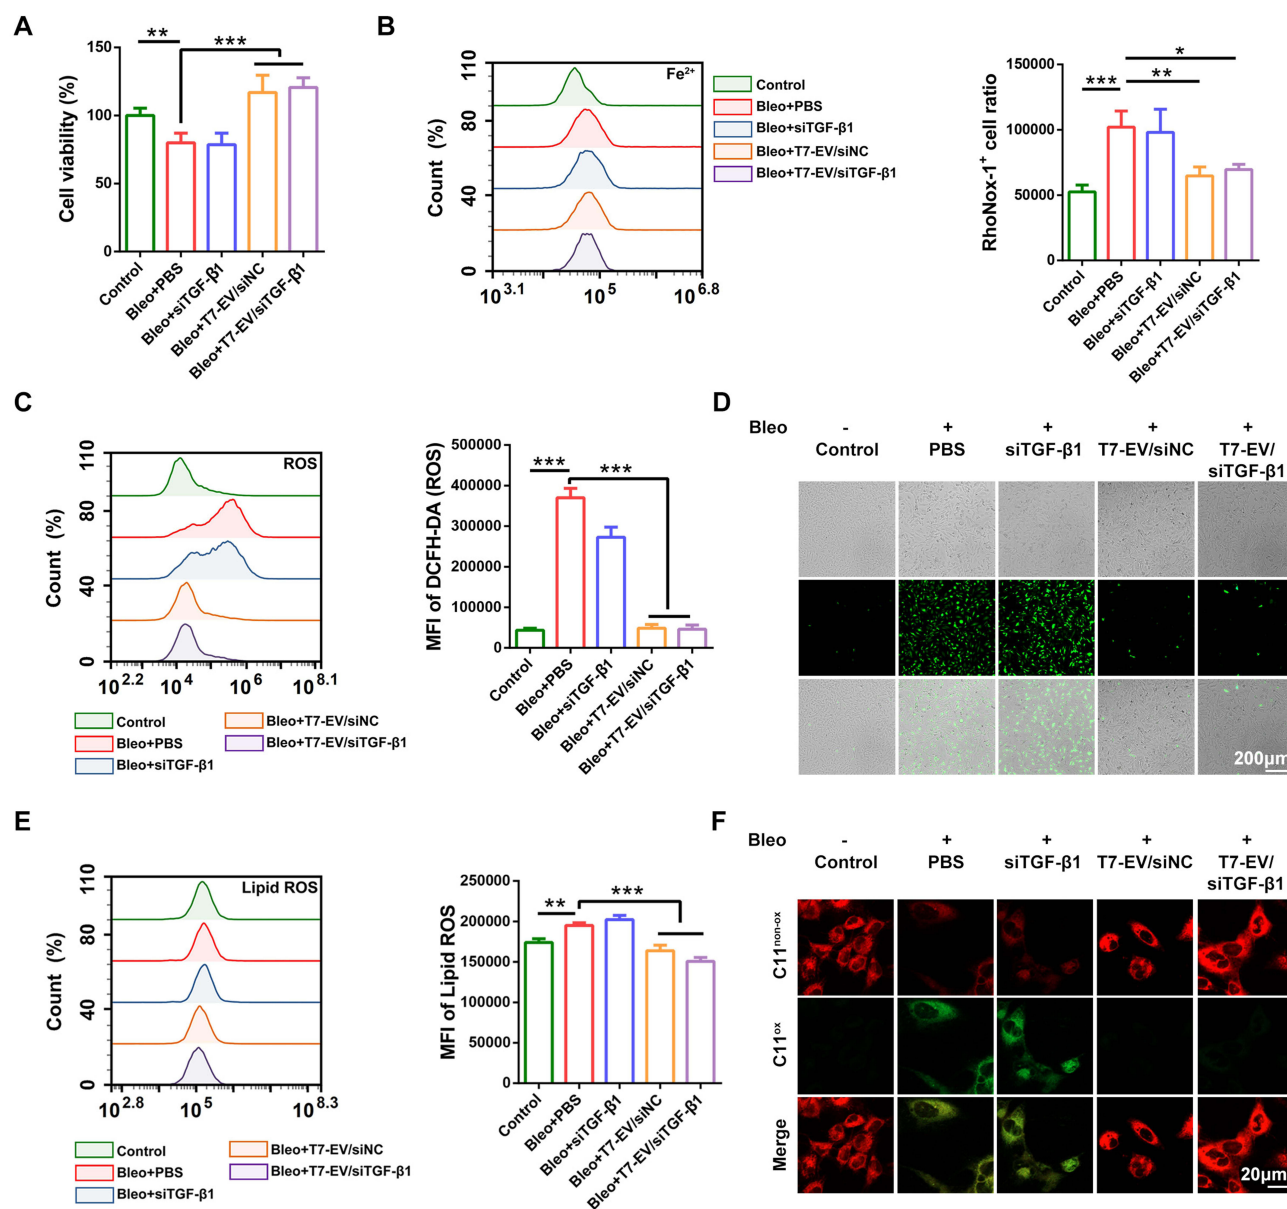 A
Cell viability (%)
150
100
50
0
**
***
Control
Bleo+PBS
Bleo+siTGF-β1
Bleo+T7-EV/siNC
Bleo+T7-EV/siTGF-β1
B
Count (%)
110
80
40
0
Fe²⁺
10^3.1
10^5
10^6.8
Control
Bleo+PBS
Bleo+siTGF-β1
Bleo+T7-EV/siNC
Bleo+T7-EV/siTGF-β1
RhoNox-1⁺ cell ratio
150000
100000
50000
0
***
**
*
Control
Bleo+PBS
Bleo+siTGF-β1
Bleo+T7-EV/siNC
Bleo+T7-EV/siTGF-β1
C
Count (%)
110
80
40
0
ROS
10^2.2
10^4
10^6
10^8.1
Control
Bleo+PBS
Bleo+siTGF-β1
Bleo+T7-EV/siNC
Bleo+T7-EV/siTGF-β1
MFI of DCFH-DA (ROS)
500000
400000
300000
200000
100000
0
***
***
Control
Bleo+PBS
Bleo+siTGF-β1
Bleo+T7-EV/siNC
Bleo+T7-EV/siTGF-β1
D
Bleo - + + + +
Control PBS siTGF-β1 T7-EV/siNC T7-EV/
siTGF-β1
200μm
E
Count (%)
110
80
40
0
Lipid ROS
10^2.8
10^5
10^8.3
Control
Bleo+PBS
Bleo+siTGF-β1
Bleo+T7-EV/siNC
Bleo+T7-EV/siTGF-β1
MFI of Lipid ROS
250000
200000
150000
100000
50000
0
**
***
Control
Bleo+PBS
Bleo+siTGF-β1
Bleo+T7-EV/siNC
Bleo+T7-EV/siTGF-β1
F
Bleo - + + + +
Control PBS siTGF-β1 T7-EV/siNC T7-EV/
siTGF-β1
C11^non-ox
C11^ox
Merge
20μm